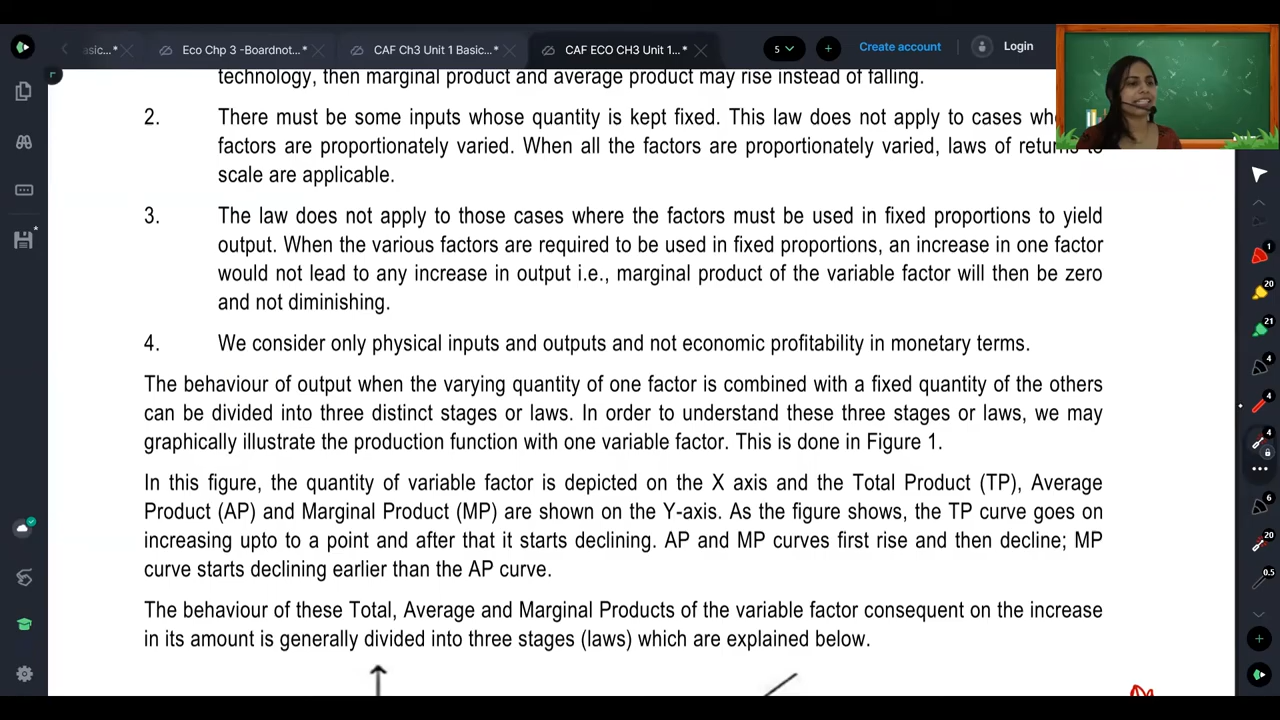 asic...*
Eco Chp 3 -Boardnot...*
CAF Ch3 Unit 1 Basic...*
CAF ECO CH3 Unit 1...*
5
Create account
Login
technology, then marginal product and average product may rise instead of falling.
2. There must be some inputs whose quantity is kept fixed. This law does not apply to cases
factors are proportionately varied. When all the factors are proportionately varied, laws of returns to
scale are applicable.
3. The law does not apply to those cases where the factors must be used in fixed proportions to yield
output. When the various factors are required to be used in fixed proportions, an increase in one factor
would not lead to any increase in output i.e., marginal product of the variable factor will then be zero
and not diminishing.
4. We consider only physical inputs and outputs and not economic profitability in monetary terms.
The behaviour of output when the varying quantity of one factor is combined with a fixed quantity of the others
can be divided into three distinct stages or laws. In order to understand these three stages or laws, we may
graphically illustrate the production function with one variable factor. This is done in Figure 1.
In this figure, the quantity of variable factor is depicted on the X axis and the Total Product (TP), Average
Product (AP) and Marginal Product (MP) are shown on the Y-axis. As the figure shows, the TP curve goes on
increasing upto to a point and after that it starts declining. AP and MP curves first rise and then decline; MP
curve starts declining earlier than the AP curve.
The behaviour of these Total, Average and Marginal Products of the variable factor consequent on the increase
in its amount is generally divided into three stages (laws) which are explained below.
1
20
21
4
4
4
6
20
0.5